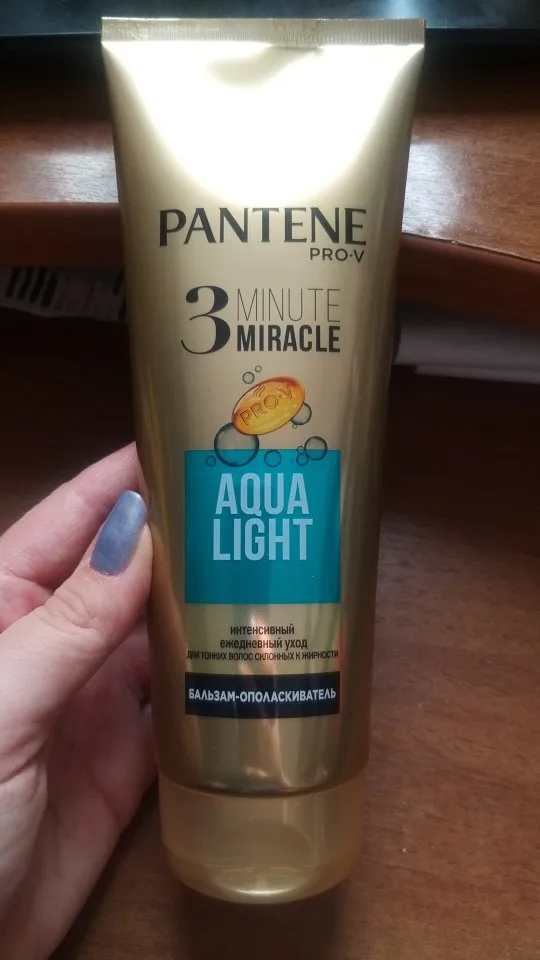 PANTENE
PRO-V
3 MINUTE
MIRACLE
PRO-V
AQUA
LIGHT
интенсивный
ежедневный уход
для тонких волос склонных к жирности
БАЛЬЗАМ-ОПОЛАСКИВАТЕЛЬ